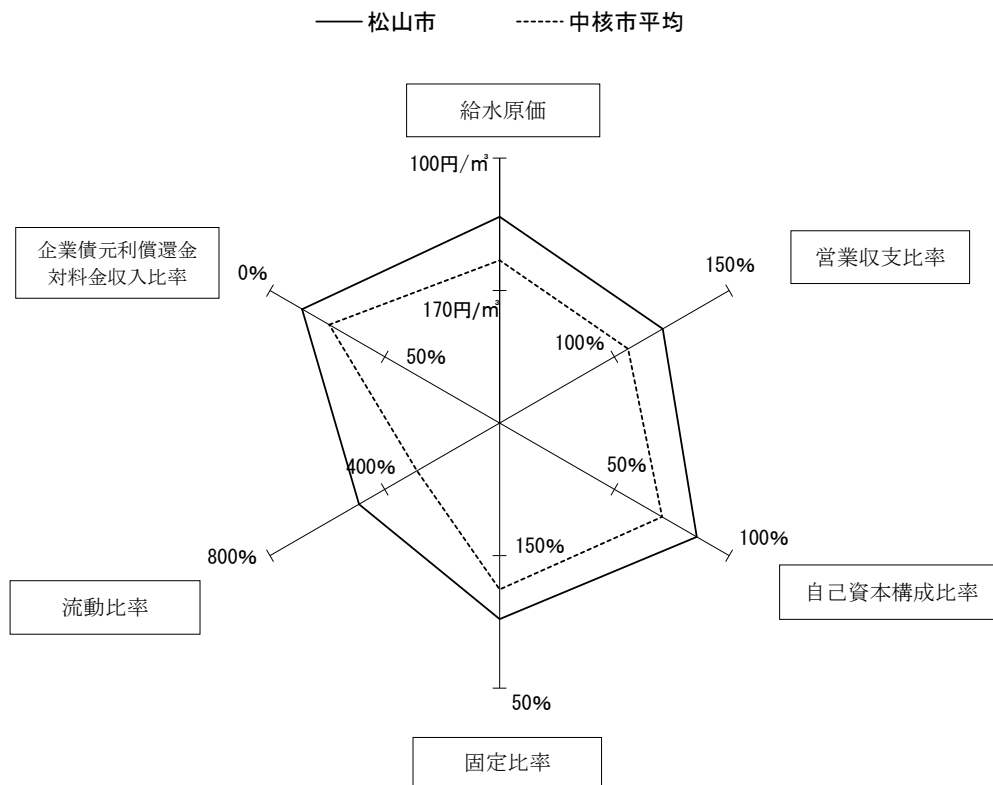 松山市
中核市平均
給水原価
100円/㎥
170円/㎥
営業収支比率
150%
100%
自己資本構成比率
50%
100%
固定比率
150%
50%
流動比率
400%
800%
企業債元利償還金
対料金収入比率
0%
50%